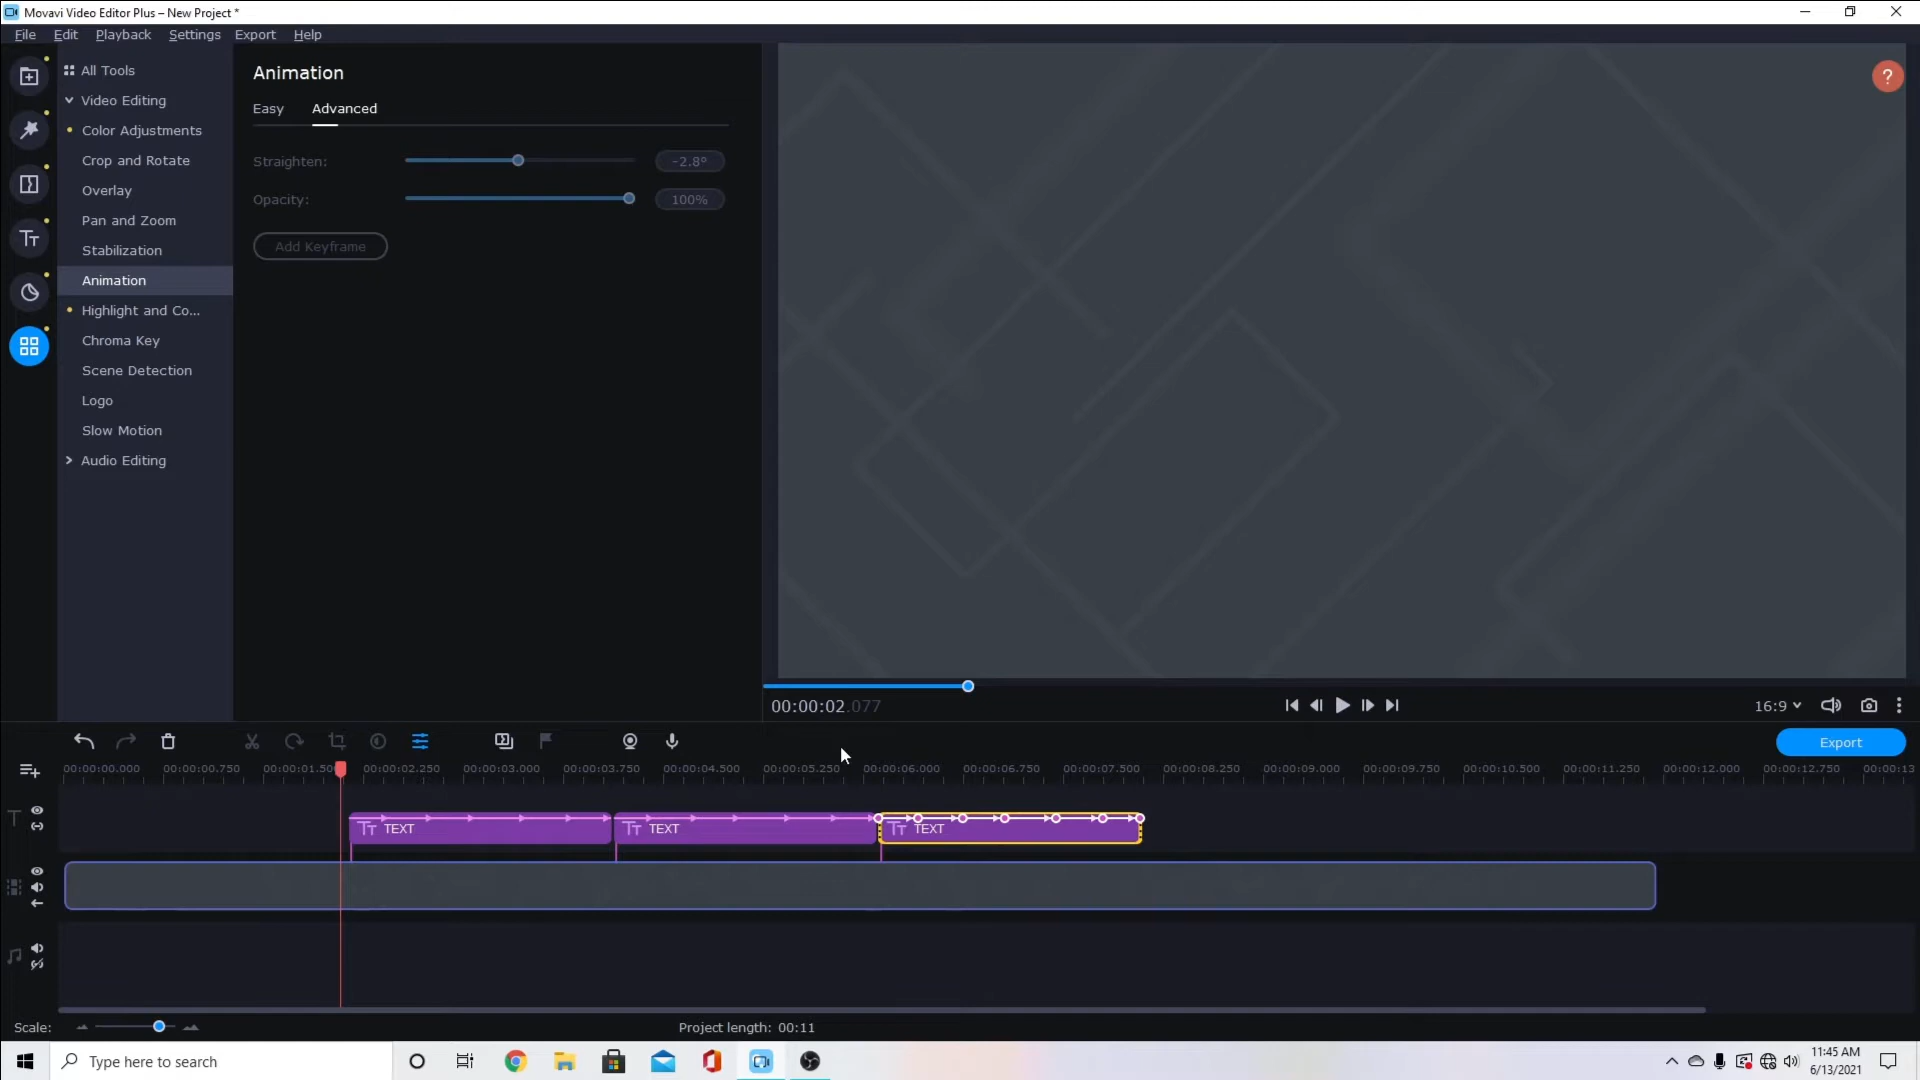 Movavi Video Editor Plus – New Project *
File Edit Playback Settings Export Help
All Tools
Video Editing
Color Adjustments
Crop and Rotate
Overlay
Pan and Zoom
Stabilization
Animation
Highlight and Co...
Chroma Key
Scene Detection
Logo
Slow Motion
Audio Editing
Animation
Easy Advanced
Straighten: -2.8°
Opacity: 100%
Add Keyframe
?
00:00:02.077
16:9
Export
00:00:00.000 00:00:00.750 00:00:01.500 00:00:02.250 00:00:03.000 00:00:03.750 00:00:04.500 00:00:05.250 00:00:06.000 00:00:06.750 00:00:07.500 00:00:08.250 00:00:09.000 00:00:09.750 00:00:10.500 00:00:11.250 00:00:12.000 00:00:12.750 00:00:13
Tт TEXT Tт TEXT Tт TEXT
Scale:
Project length: 00:11
Type here to search
11:45 AM
6/13/2021